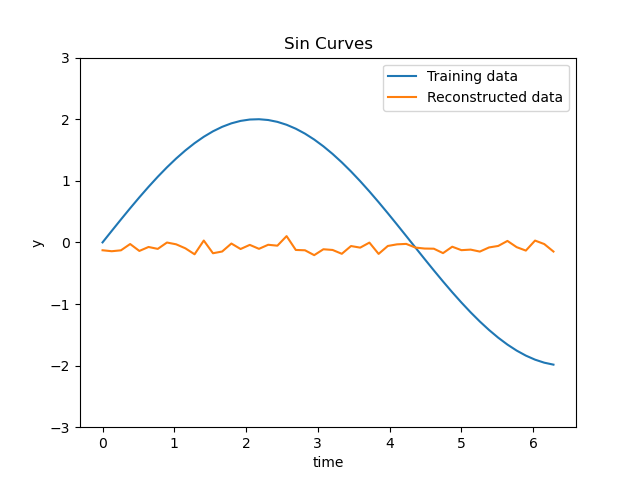 Sin Curves
Training data
Reconstructed data
3
2
1
0
−1
−2
−3
y
0 1 2 3 4 5 6
time